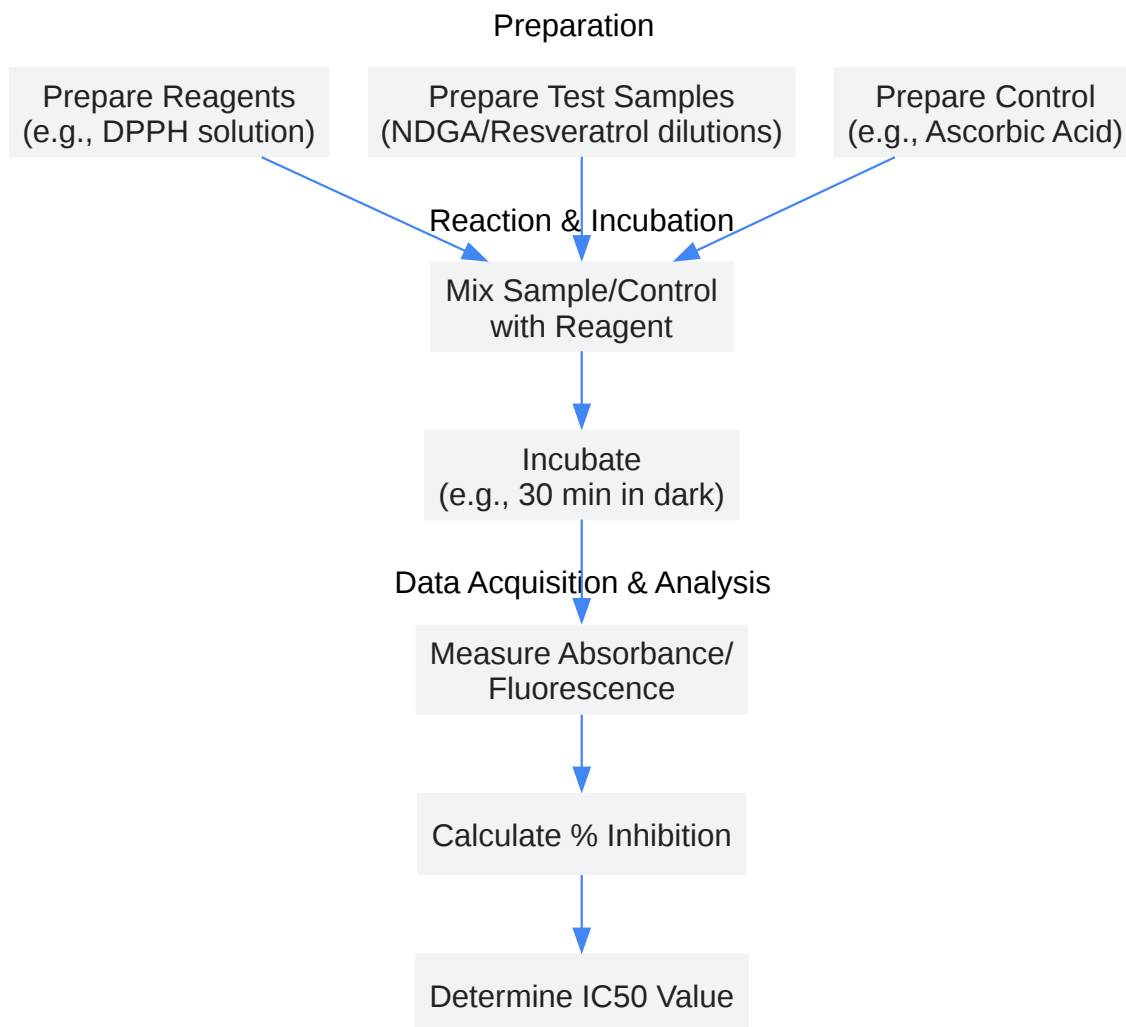 Preparation
Prepare Reagents
(e.g., DPPH solution)
Prepare Test Samples
(NDGA/Resveratrol dilutions)
Prepare Control
(e.g., Ascorbic Acid)
Reaction & Incubation
Mix Sample/Control
with Reagent
Incubate
(e.g., 30 min in dark)
Data Acquisition & Analysis
Measure Absorbance/
Fluorescence
Calculate % Inhibition
Determine IC50 Value